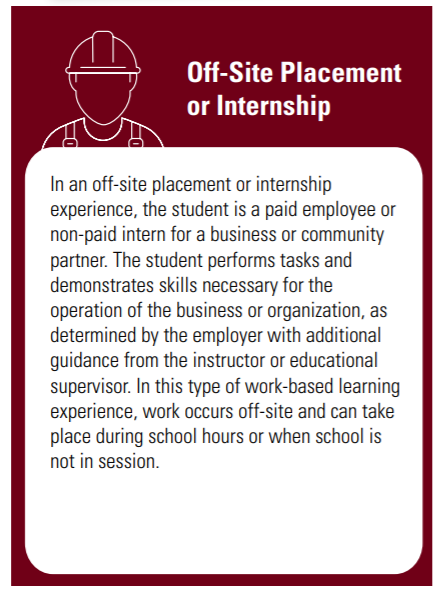 Off-Site Placement
or Internship
In an off-site placement or internship
experience, the student is a paid employee or
non-paid intern for a business or community
partner. The student performs tasks and
demonstrates skills necessary for the
operation of the business or organization, as
determined by the employer with additional
guidance from the instructor or educational
supervisor. In this type of work-based learning
experience, work occurs off-site and can take
place during school hours or when school is
not in session.